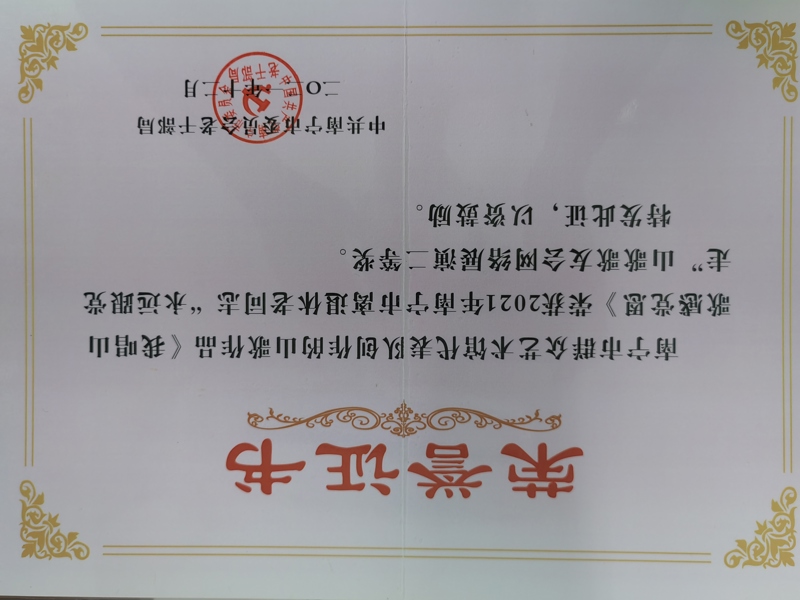 荣誉证书
南宁市群众艺术馆代表队创作的山歌作品《我唱山
歌感党恩》荣获2021年南宁市离退休老同志“永远跟党
走”山歌歌友会网络展演二等奖。
特发此证，以资鼓励。
中共南宁市委员会老干部局
二〇二一年十二月